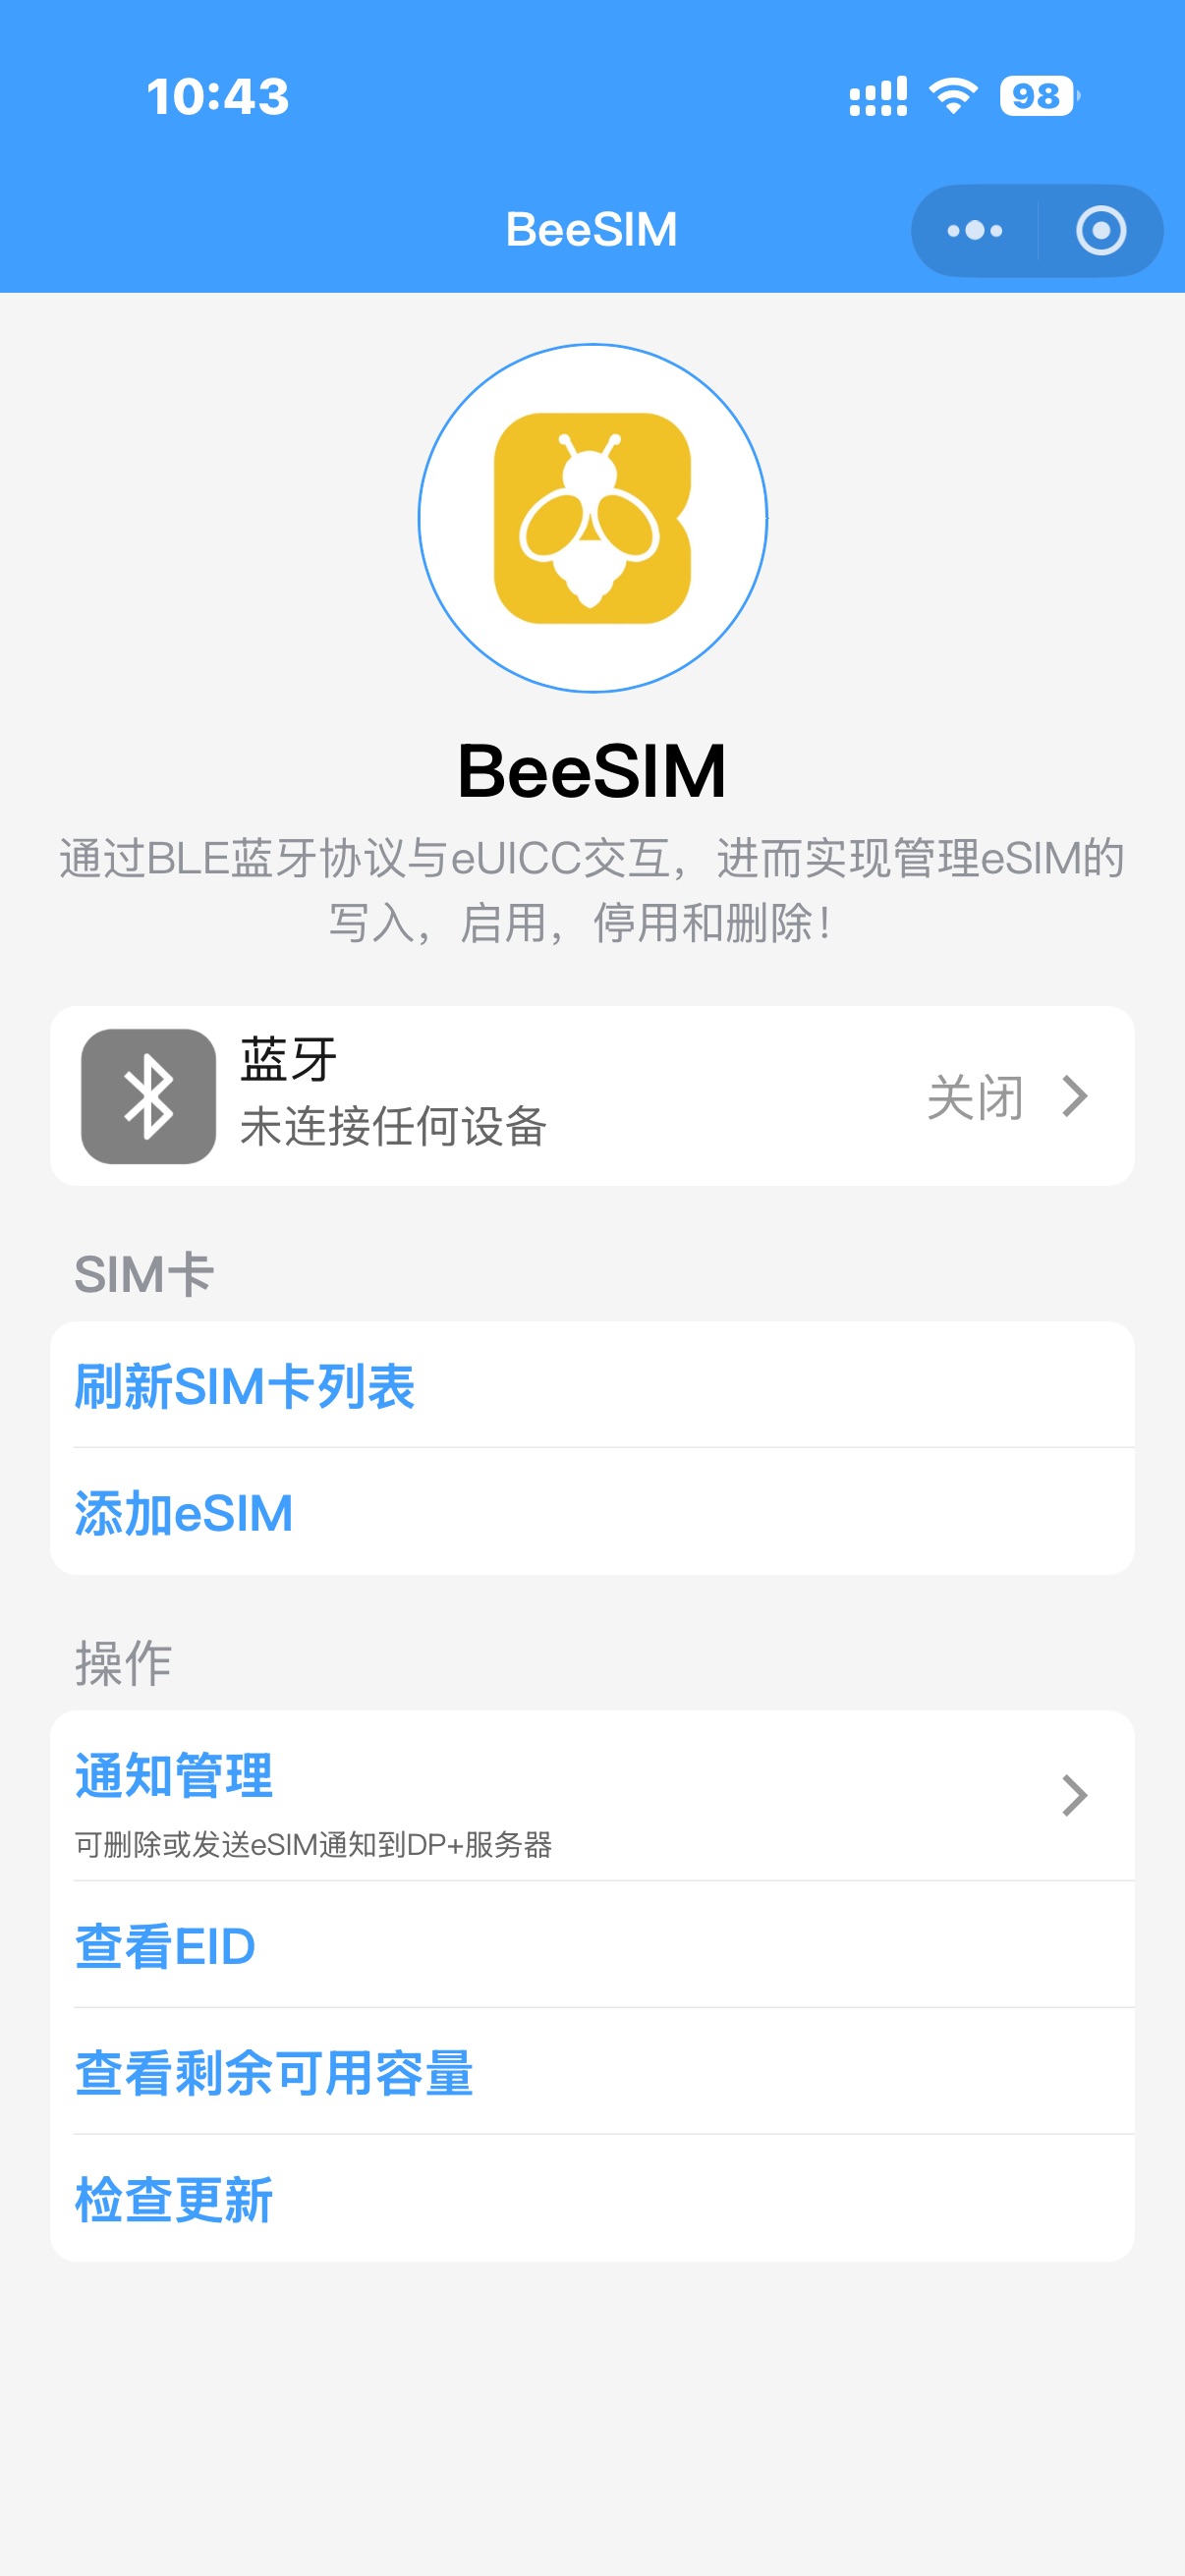 10:43
98
BeeSIM
BeeSIM
通过BLE蓝牙协议与eUICC交互，进而实现管理eSIM的
写入，启用，停用和删除！
蓝牙
未连接任何设备
关闭
SIM卡
刷新SIM卡列表
添加eSIM
操作
通知管理
可删除或发送eSIM通知到DP+服务器
查看EID
查看剩余可用容量
检查更新